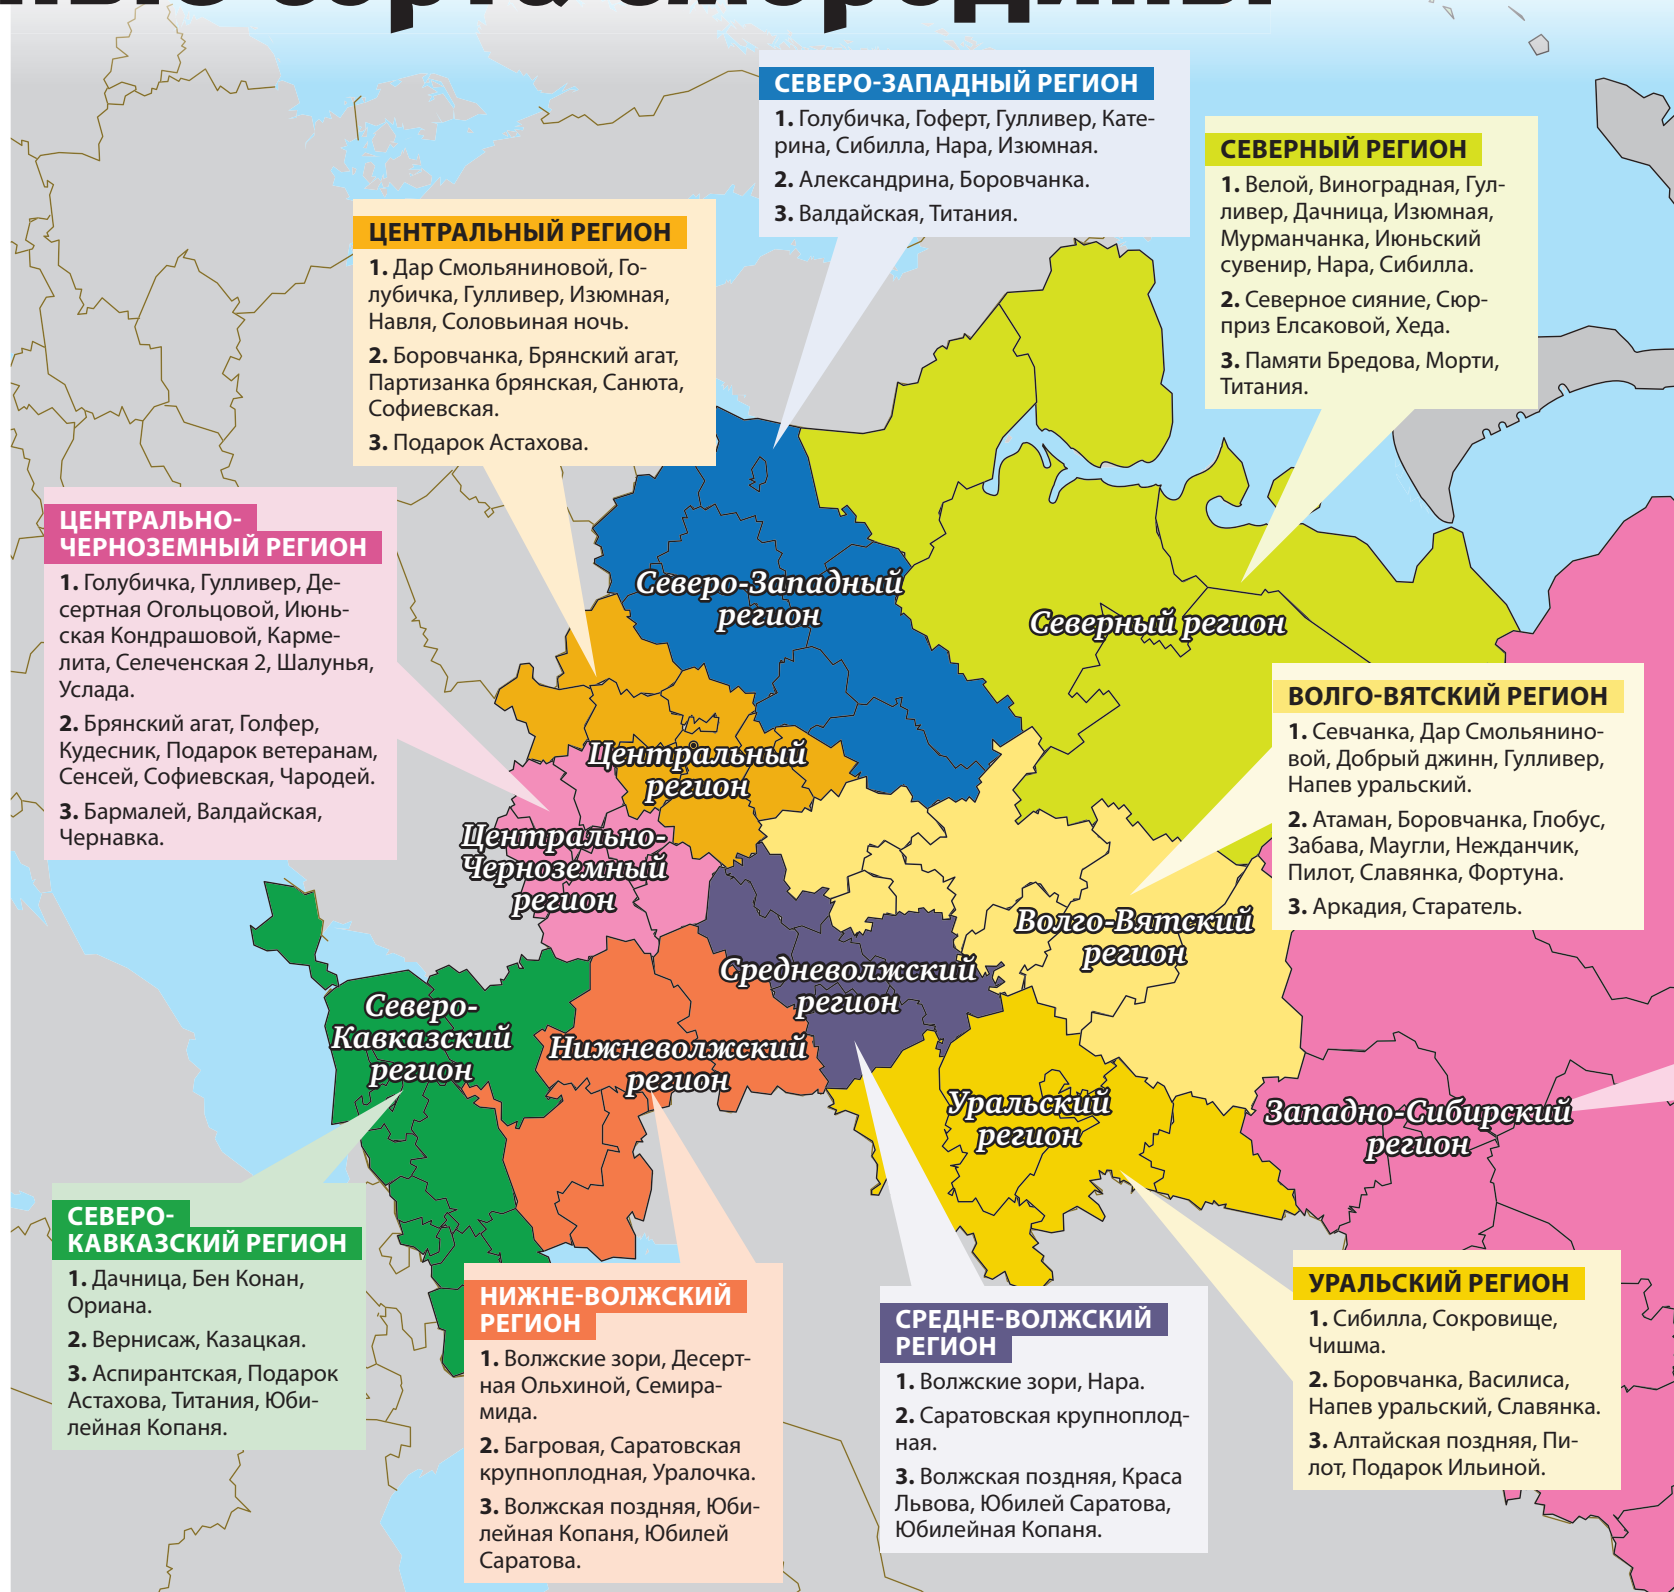 сорта смородины
СЕВЕРО-ЗАПАДНЫЙ РЕГИОН
1. Голубичка, Гоферт, Гулливер, Кате-
рина, Сибилла, Нара, Изюмная.
2. Александрина, Боровчанка.
3. Валдайская, Титания.
СЕВЕРНЫЙ РЕГИОН
1. Велой, Виноградная, Гул-
ливер, Дачница, Изюмная,
Мурманчанка, Июньский
сувенир, Нара, Сибилла.
2. Северное сияние, Сюр-
приз Елсаковой, Хеда.
3. Памяти Бредова, Морти,
Титания.
ЦЕНТРАЛЬНЫЙ РЕГИОН
1. Дар Смольяниновой, Го-
лубичка, Гулливер, Изюмная,
Навля, Соловьиная ночь.
2. Боровчанка, Брянский агат,
Партизанка брянская, Санюта,
Софиевская.
3. Подарок Астахова.
ЦЕНТРАЛЬНО-
ЧЕРНОЗЕМНЫЙ РЕГИОН
1. Голубичка, Гулливер, Де-
сертная Огольцовой, Июнь-
ская Кондрашовой, Карме-
лита, Селеченская 2, Шалунья,
Услада.
2. Брянский агат, Голфер,
Кудесник, Подарок ветеранам,
Сенсей, Софиевская, Чародей.
3. Бармалей, Валдайская,
Чернавка.
Северо-Западный
регион
Северный регион
ВОЛГО-ВЯТСКИЙ РЕГИОН
1. Севчанка, Дар Смольянино-
вой, Добрый джинн, Гулливер,
Напев уральский.
2. Атаман, Боровчанка, Глобус,
Забава, Маугли, Нежданчик,
Пилот, Славянка, Фортуна.
3. Аркадия, Старатель.
Центральный
регион
Центрально-
Черноземный
регион
Волго-Вятский
регион
Средневолжский
регион
Северо-
Кавказский
регион
Нижневолжский
регион
Уральский
регион
Западно-Сибирский
регион
СЕВЕРО-
КАВКАЗСКИЙ РЕГИОН
1. Дачница, Бен Конан,
Ориана.
2. Вернисаж, Казацкая.
3. Аспирантская, Подарок
Астахова, Титания, Юби-
лейная Копаня.
НИЖНЕ-ВОЛЖСКИЙ
РЕГИОН
1. Волжские зори, Десерт-
ная Ольхиной, Семира-
мида.
2. Багровая, Саратовская
крупноплодная, Уралочка.
3. Волжская поздняя, Юби-
лейная Копаня, Юбилей
Саратова.
СРЕДНЕ-ВОЛЖСКИЙ
РЕГИОН
1. Волжские зори, Нара.
2. Саратовская крупноплод-
ная.
3. Волжская поздняя, Краса
Львова, Юбилей Саратова,
Юбилейная Копаня.
УРАЛЬСКИЙ РЕГИОН
1. Сибилла, Сокровище,
Чишма.
2. Боровчанка, Василиса,
Напев уральский, Славянка.
3. Алтайская поздняя, Пи-
лот, Подарок Ильиной.